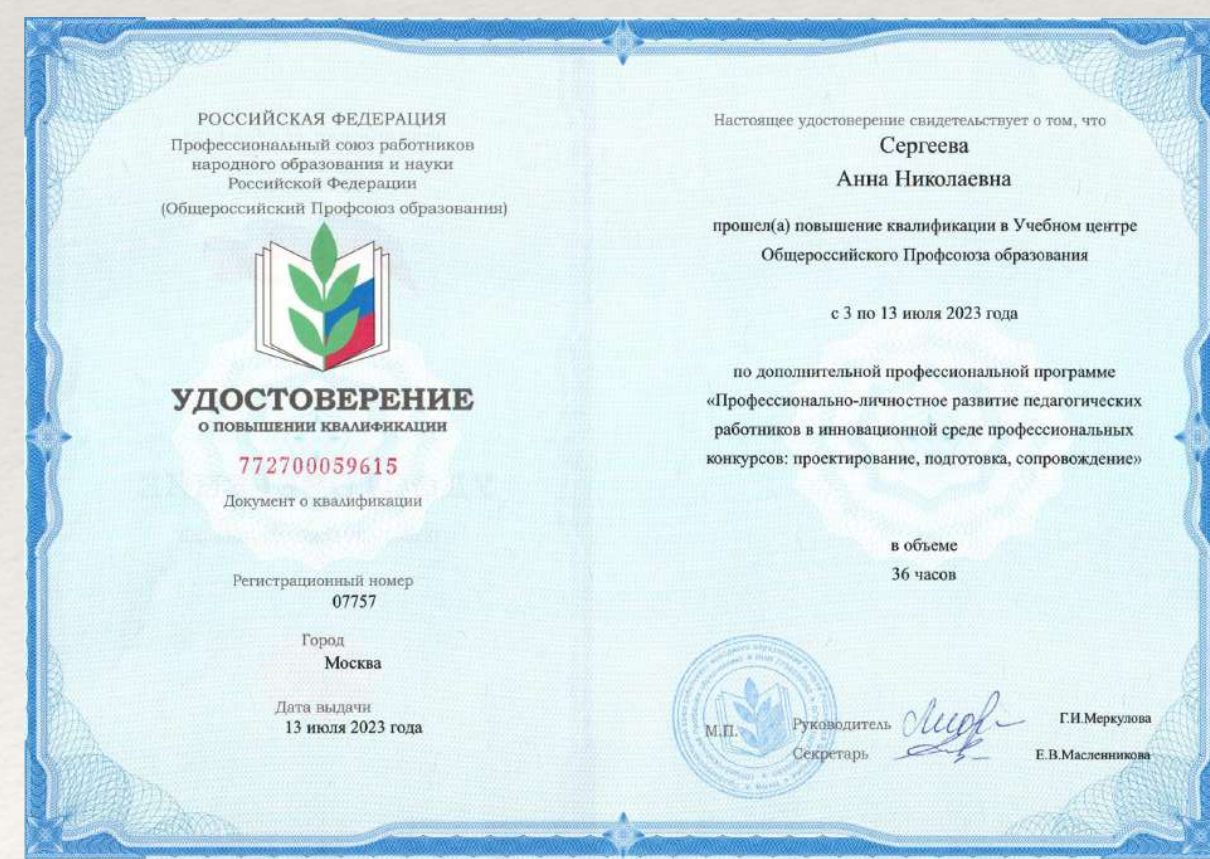 РОССИЙСКАЯ ФЕДЕРАЦИЯ
Профессиональный союз работников
народного образования и науки
Российской Федерации
(Общероссийский Профсоюз образования)
УДОСТОВЕРЕНИЕ
О ПОВЫШЕНИИ КВАЛИФИКАЦИИ
772700059615
Документ о квалификации
Регистрационный номер
07757
Город
Москва
Дата выдачи
13 июля 2023 года
Настоящее удостоверение свидетельствует о том, что
Сергеева
Анна Николаевна
прошел(а) повышение квалификации в Учебном центре
Общероссийского Профсоюза образования
с 3 по 13 июля 2023 года
по дополнительной профессиональной программе
«Профессионально-личностное развитие педагогических
работников в инновационной среде профессиональных
конкурсов: проектирование, подготовка, сопровождение»
в объеме
36 часов
М.П.
Руководитель Г.И.Меркулова
Секретарь Е.В.Масленникова